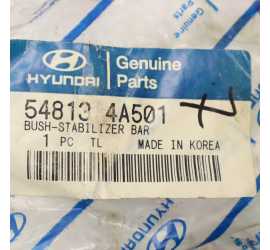 HYUNDAI
Genuine
Parts
54813 4A501
BUSH-STABILIZER BAR
1 PC TL MADE IN KOREA